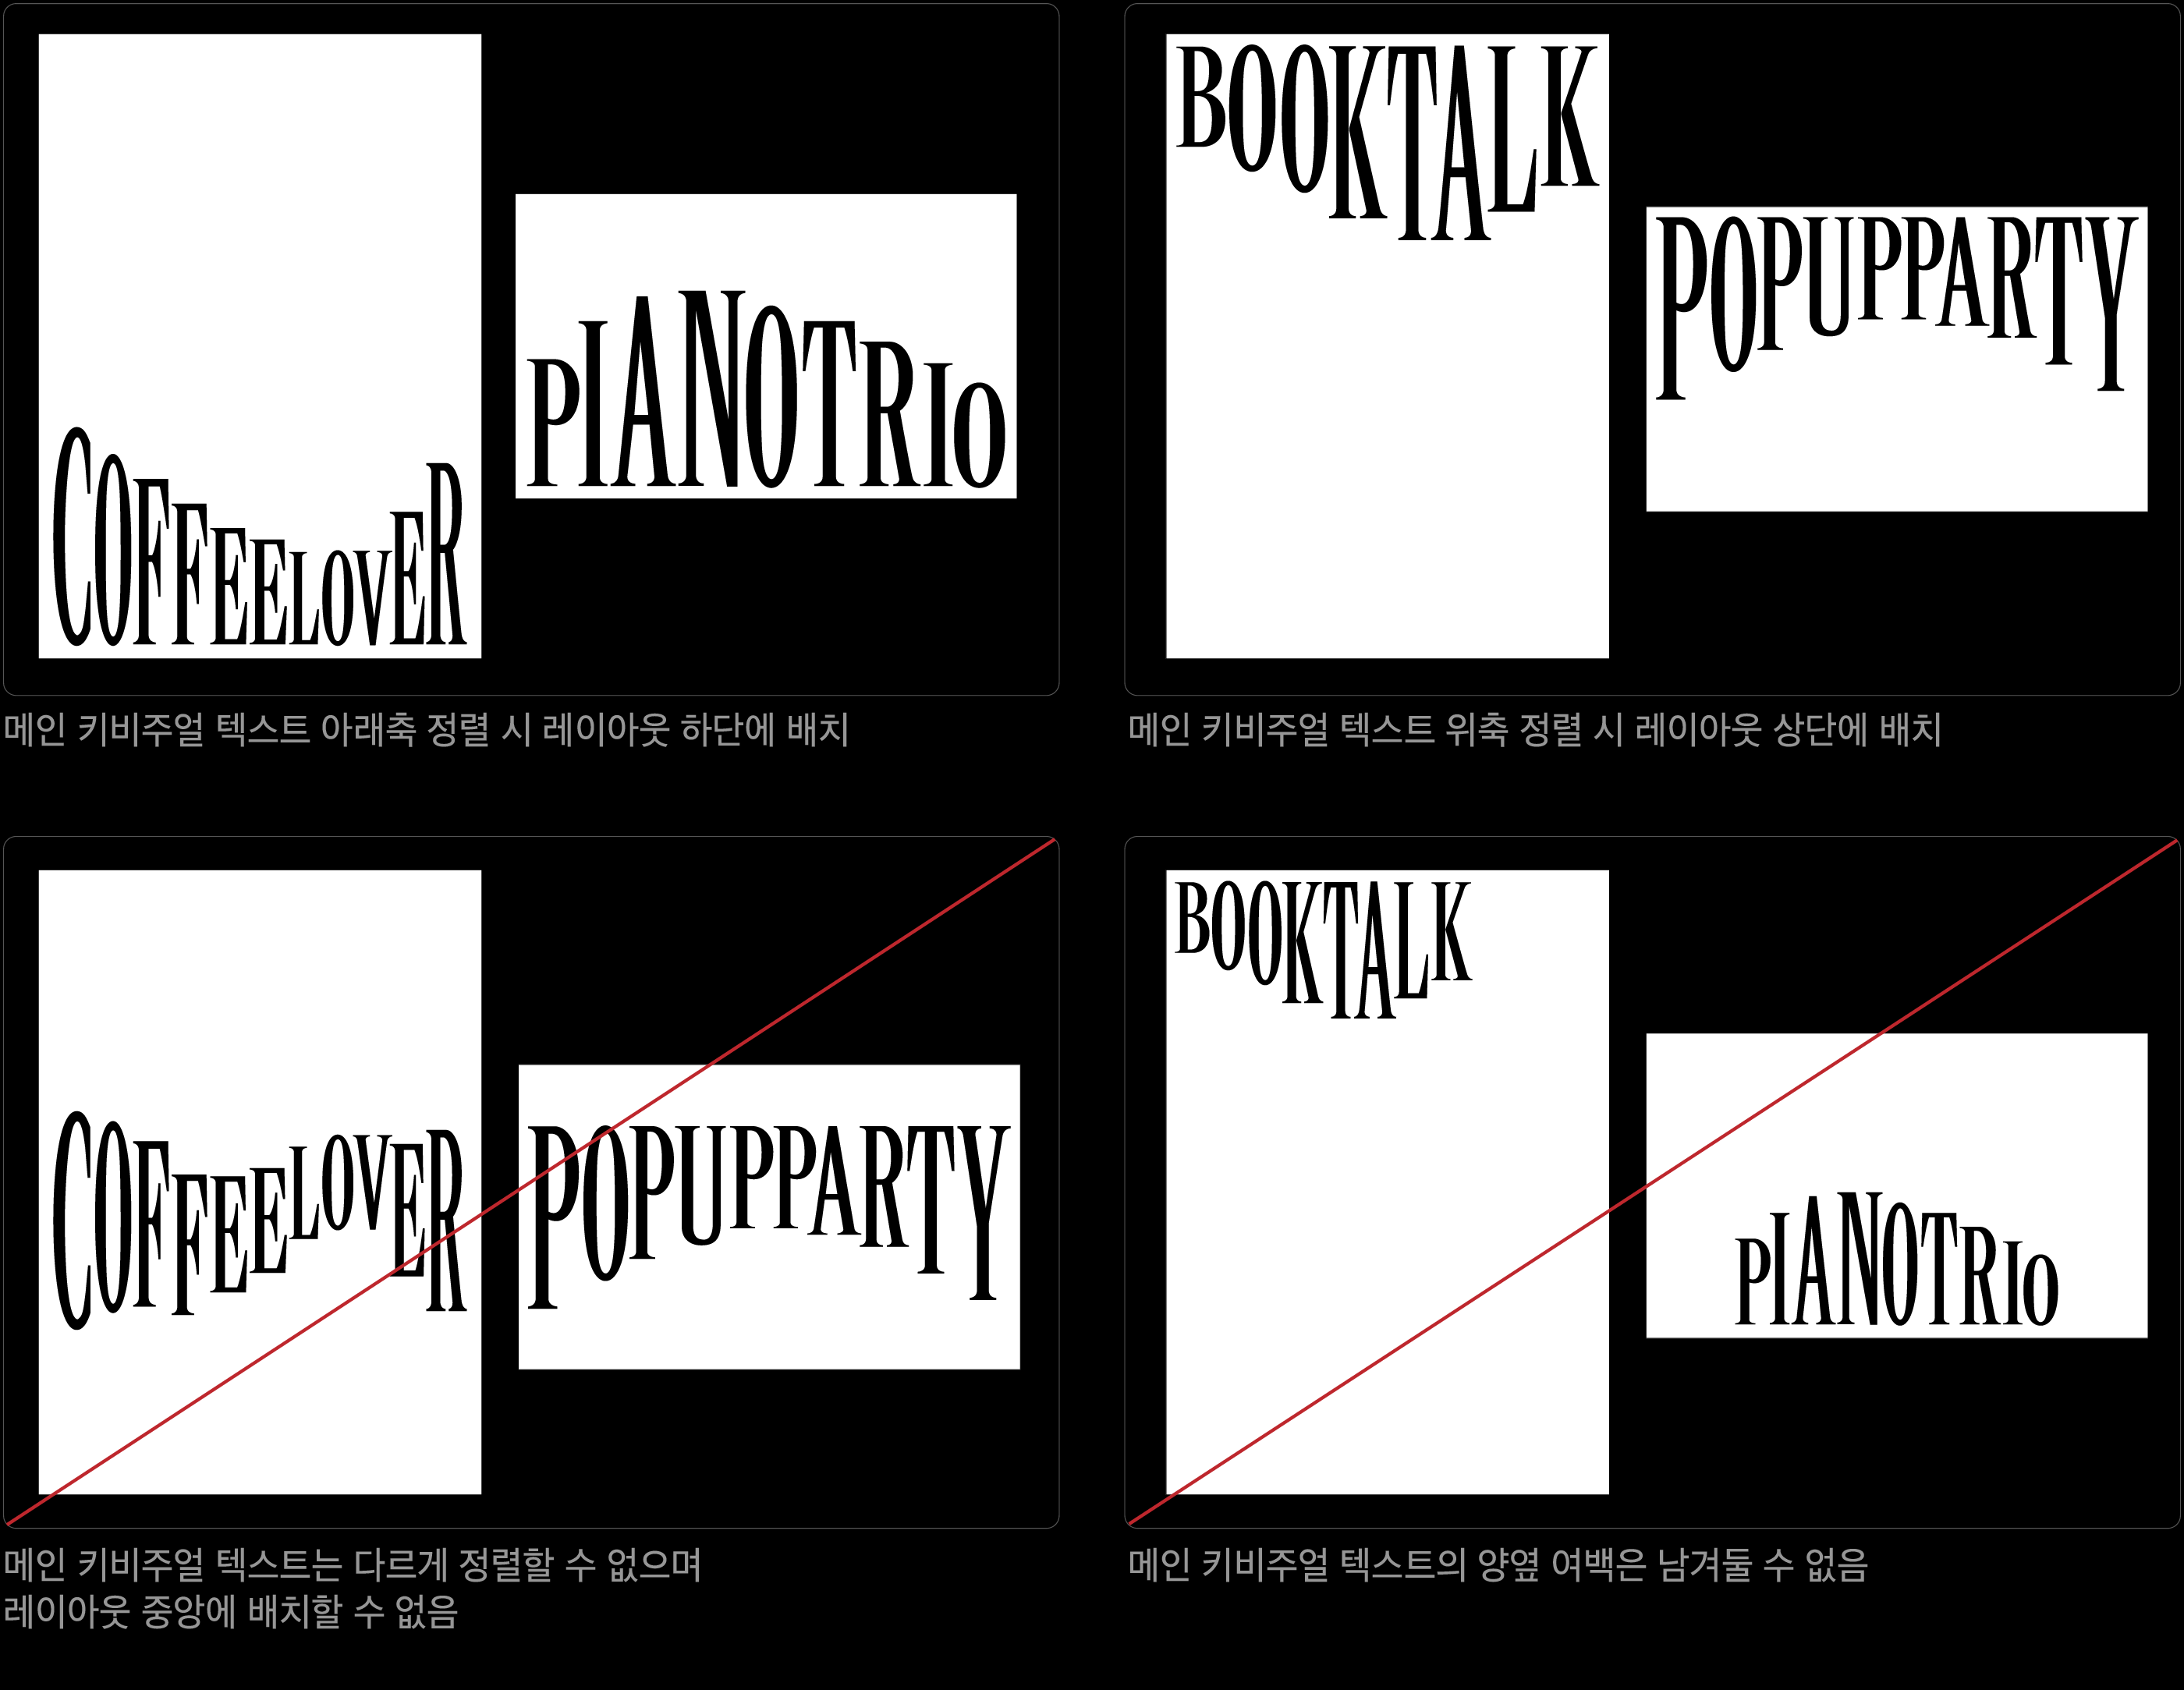 COFFEELOVER
PIANOTRIO
메인 키비주얼 텍스트 아래축 정렬 시 레이아웃 하단에 배치
BOOKTALK
POPUPPARTY
메인 키비주얼 텍스트 위축 정렬 시 레이아웃 상단에 배치
COFFEELOVER
POPUPPARTY
메인 키비주얼 텍스트는 다르게 정렬할 수 없으며
레이아웃 중앙에 배치할 수 없음
BOOKTALK
PIANOTRIO
메인 키비주얼 텍스트의 양옆 여백은 남겨둘 수 없음